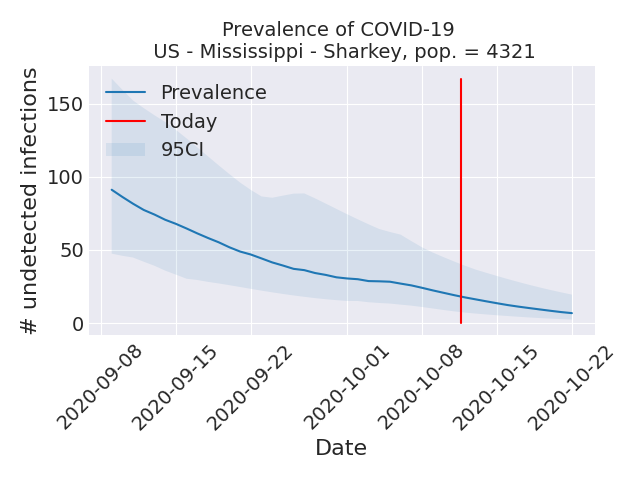 Prevalence of COVID-19
US - Mississippi - Sharkey, pop. = 4321
# undetected infections
150
100
50
0
Prevalence
Today
95CI
2020-09-08
2020-09-15
2020-09-22
2020-10-01
2020-10-08
2020-10-15
2020-10-22
Date